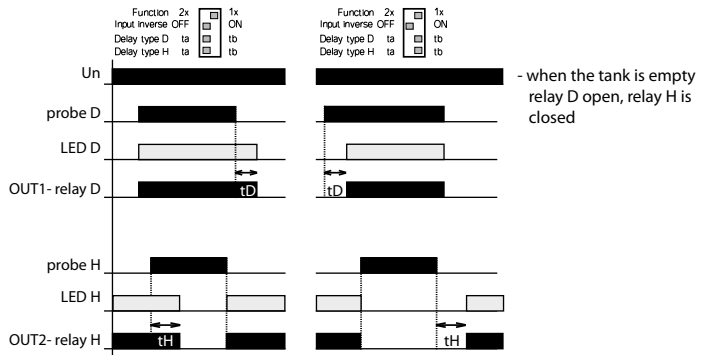 Function 2x 1x
Input inverse OFF ON
Delay type D ta tb
Delay type H ta tb
Function 2x 1x
Input inverse OFF ON
Delay type D ta tb
Delay type H ta tb
Un
- when the tank is empty
relay D open, relay H is
closed
probe D
LED D
OUT1- relay D
tD
tD
probe H
LED H
OUT2- relay H
tH
tH